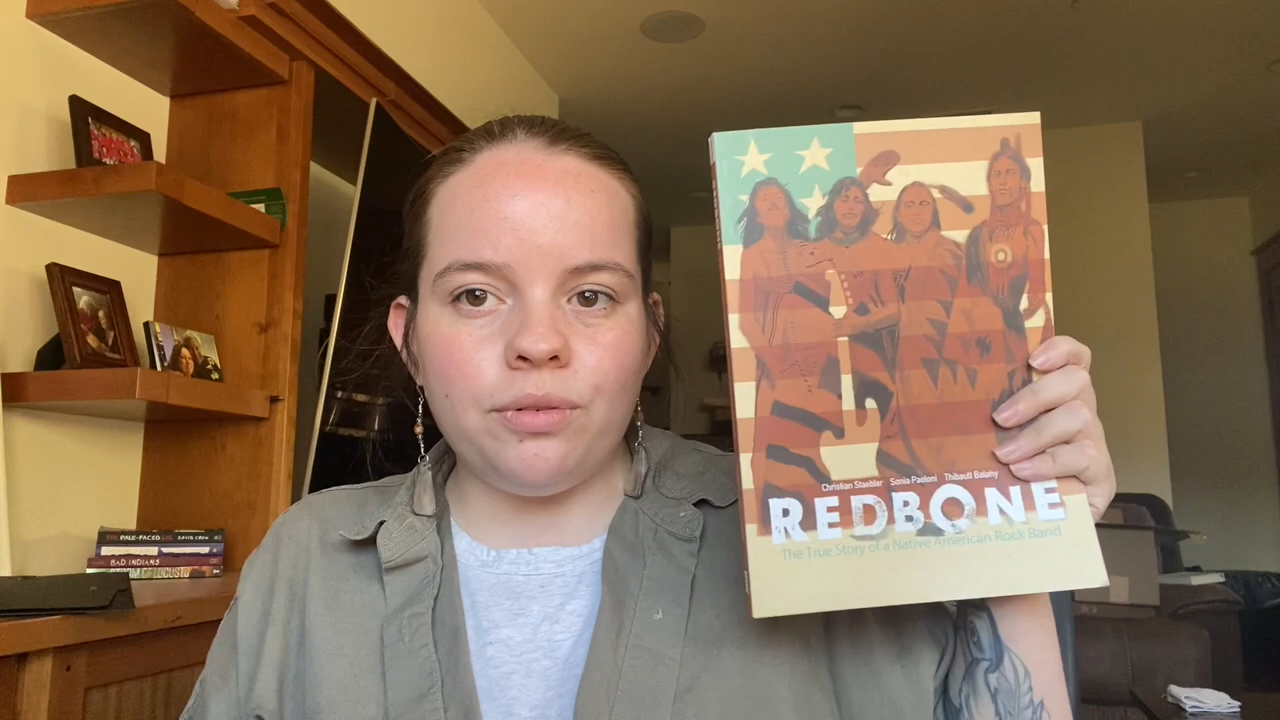 Christian Staebler Sonia Paoloni Thibault Balahy
REDBONE
The True Story of a Native American Rock Band
THE PALE-FACED LIE DAVID CROW
BAD INDIANS